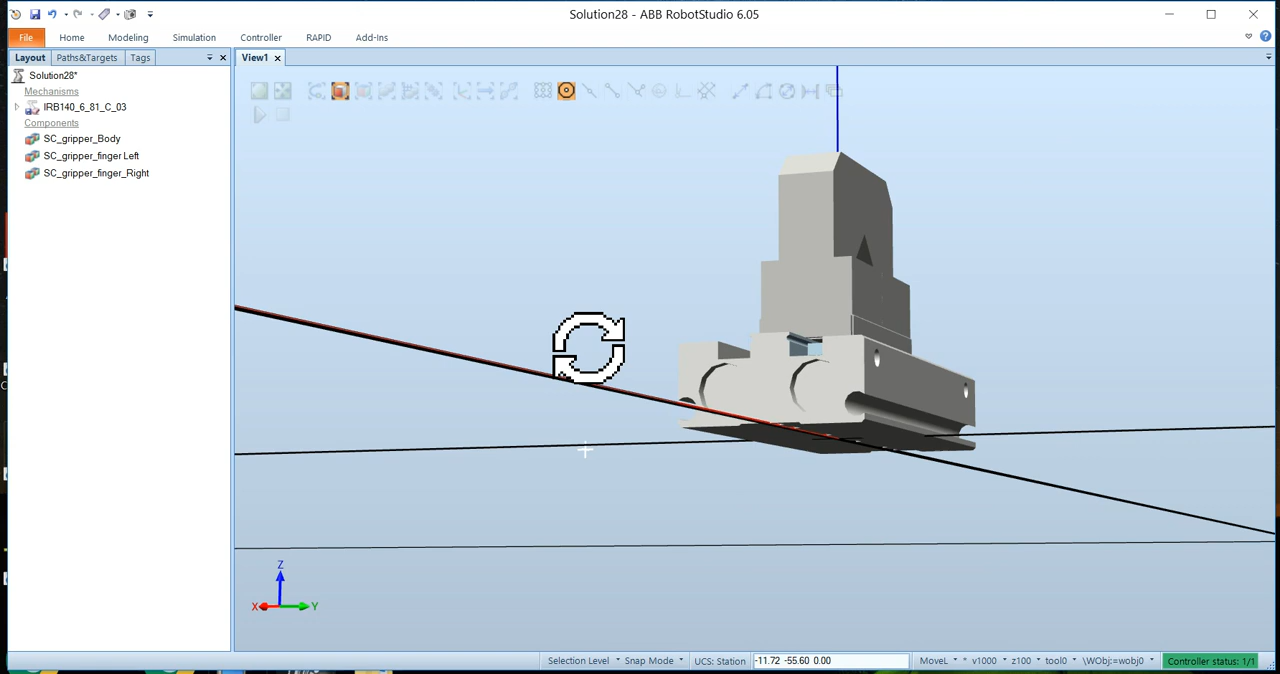 Solution28 - ABB RobotStudio 6.05
File Home Modeling Simulation Controller RAPID Add-Ins
Layout Paths&Targets Tags
View1
Solution28*
Mechanisms
IRB140_6_81_C_03
Components
SC_gripper_Body
SC_gripper_finger Left
SC_gripper_finger_Right
Z
X
Y
Selection Level Snap Mode UCS: Station -11.72 -55.60 0.00 MoveL * v1000 z100 tool0 \WObj:=wobj0 Controller status: 1/1